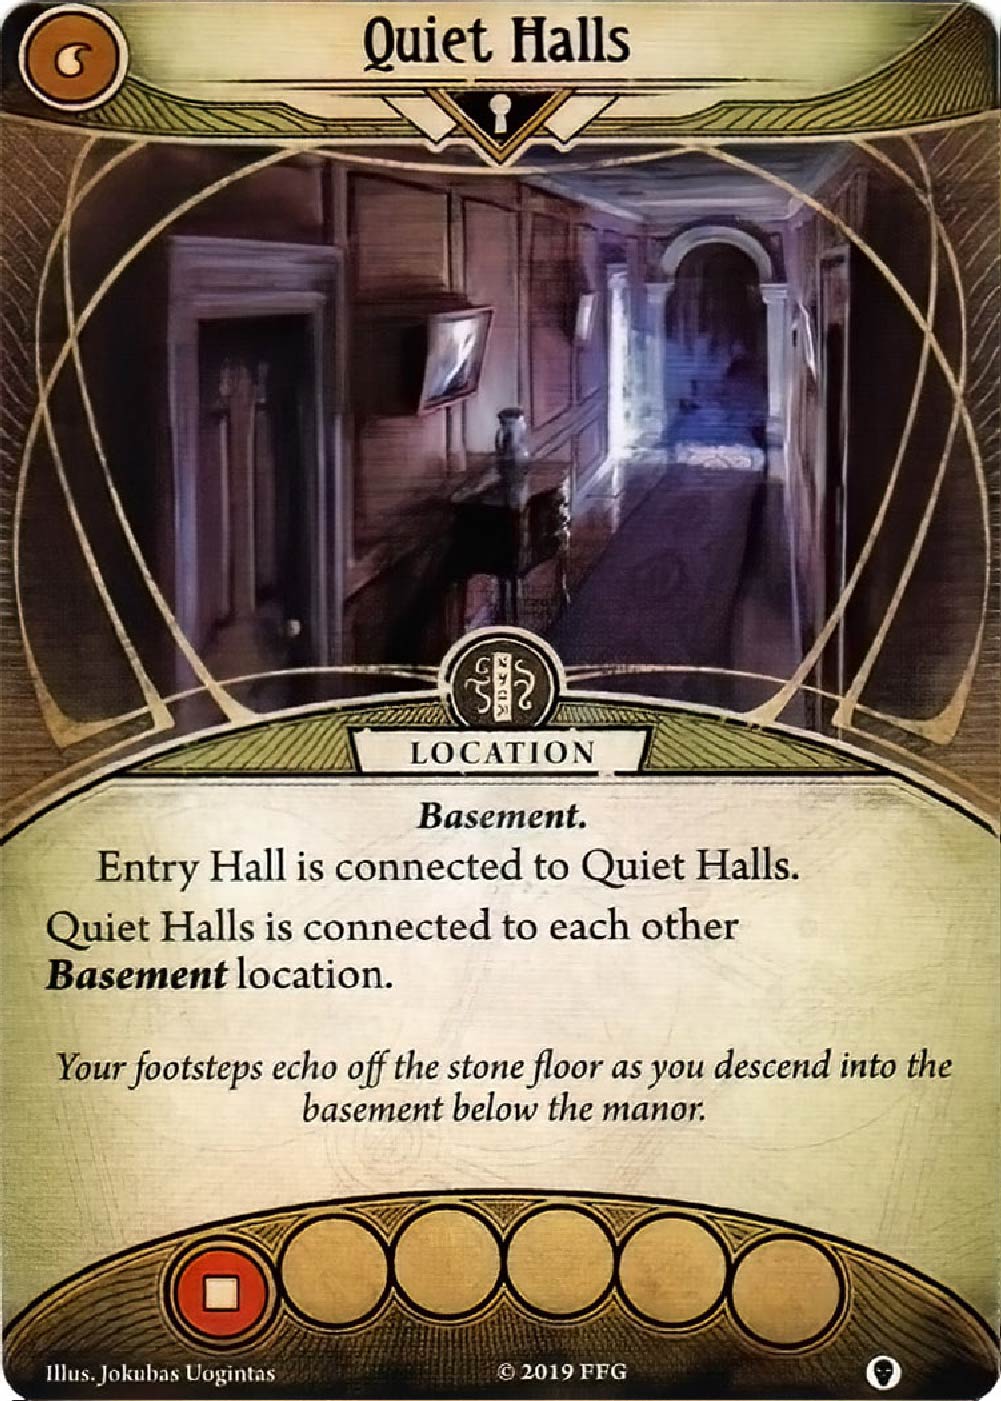 Quiet Halls
LOCATION
Basement.
Entry Hall is connected to Quiet Halls.
Quiet Halls is connected to each other
Basement location.
Your footsteps echo off the stone floor as you descend into the
basement below the manor.
Illus. Jokubas Uogintas
© 2019 FFG